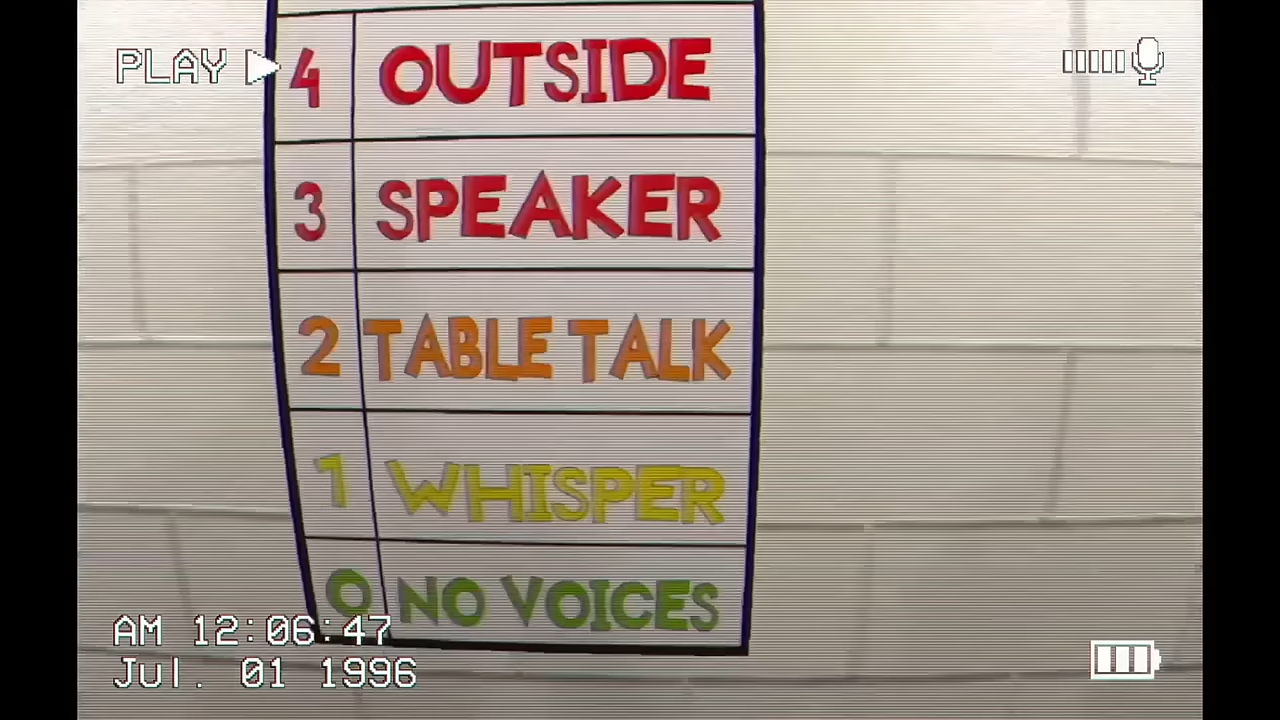 PLAY
4 OUTSIDE
3 SPEAKER
2 TABLE TALK
1 WHISPER
0 NO VOICES
AM 12:06:47
Jul. 01 1996